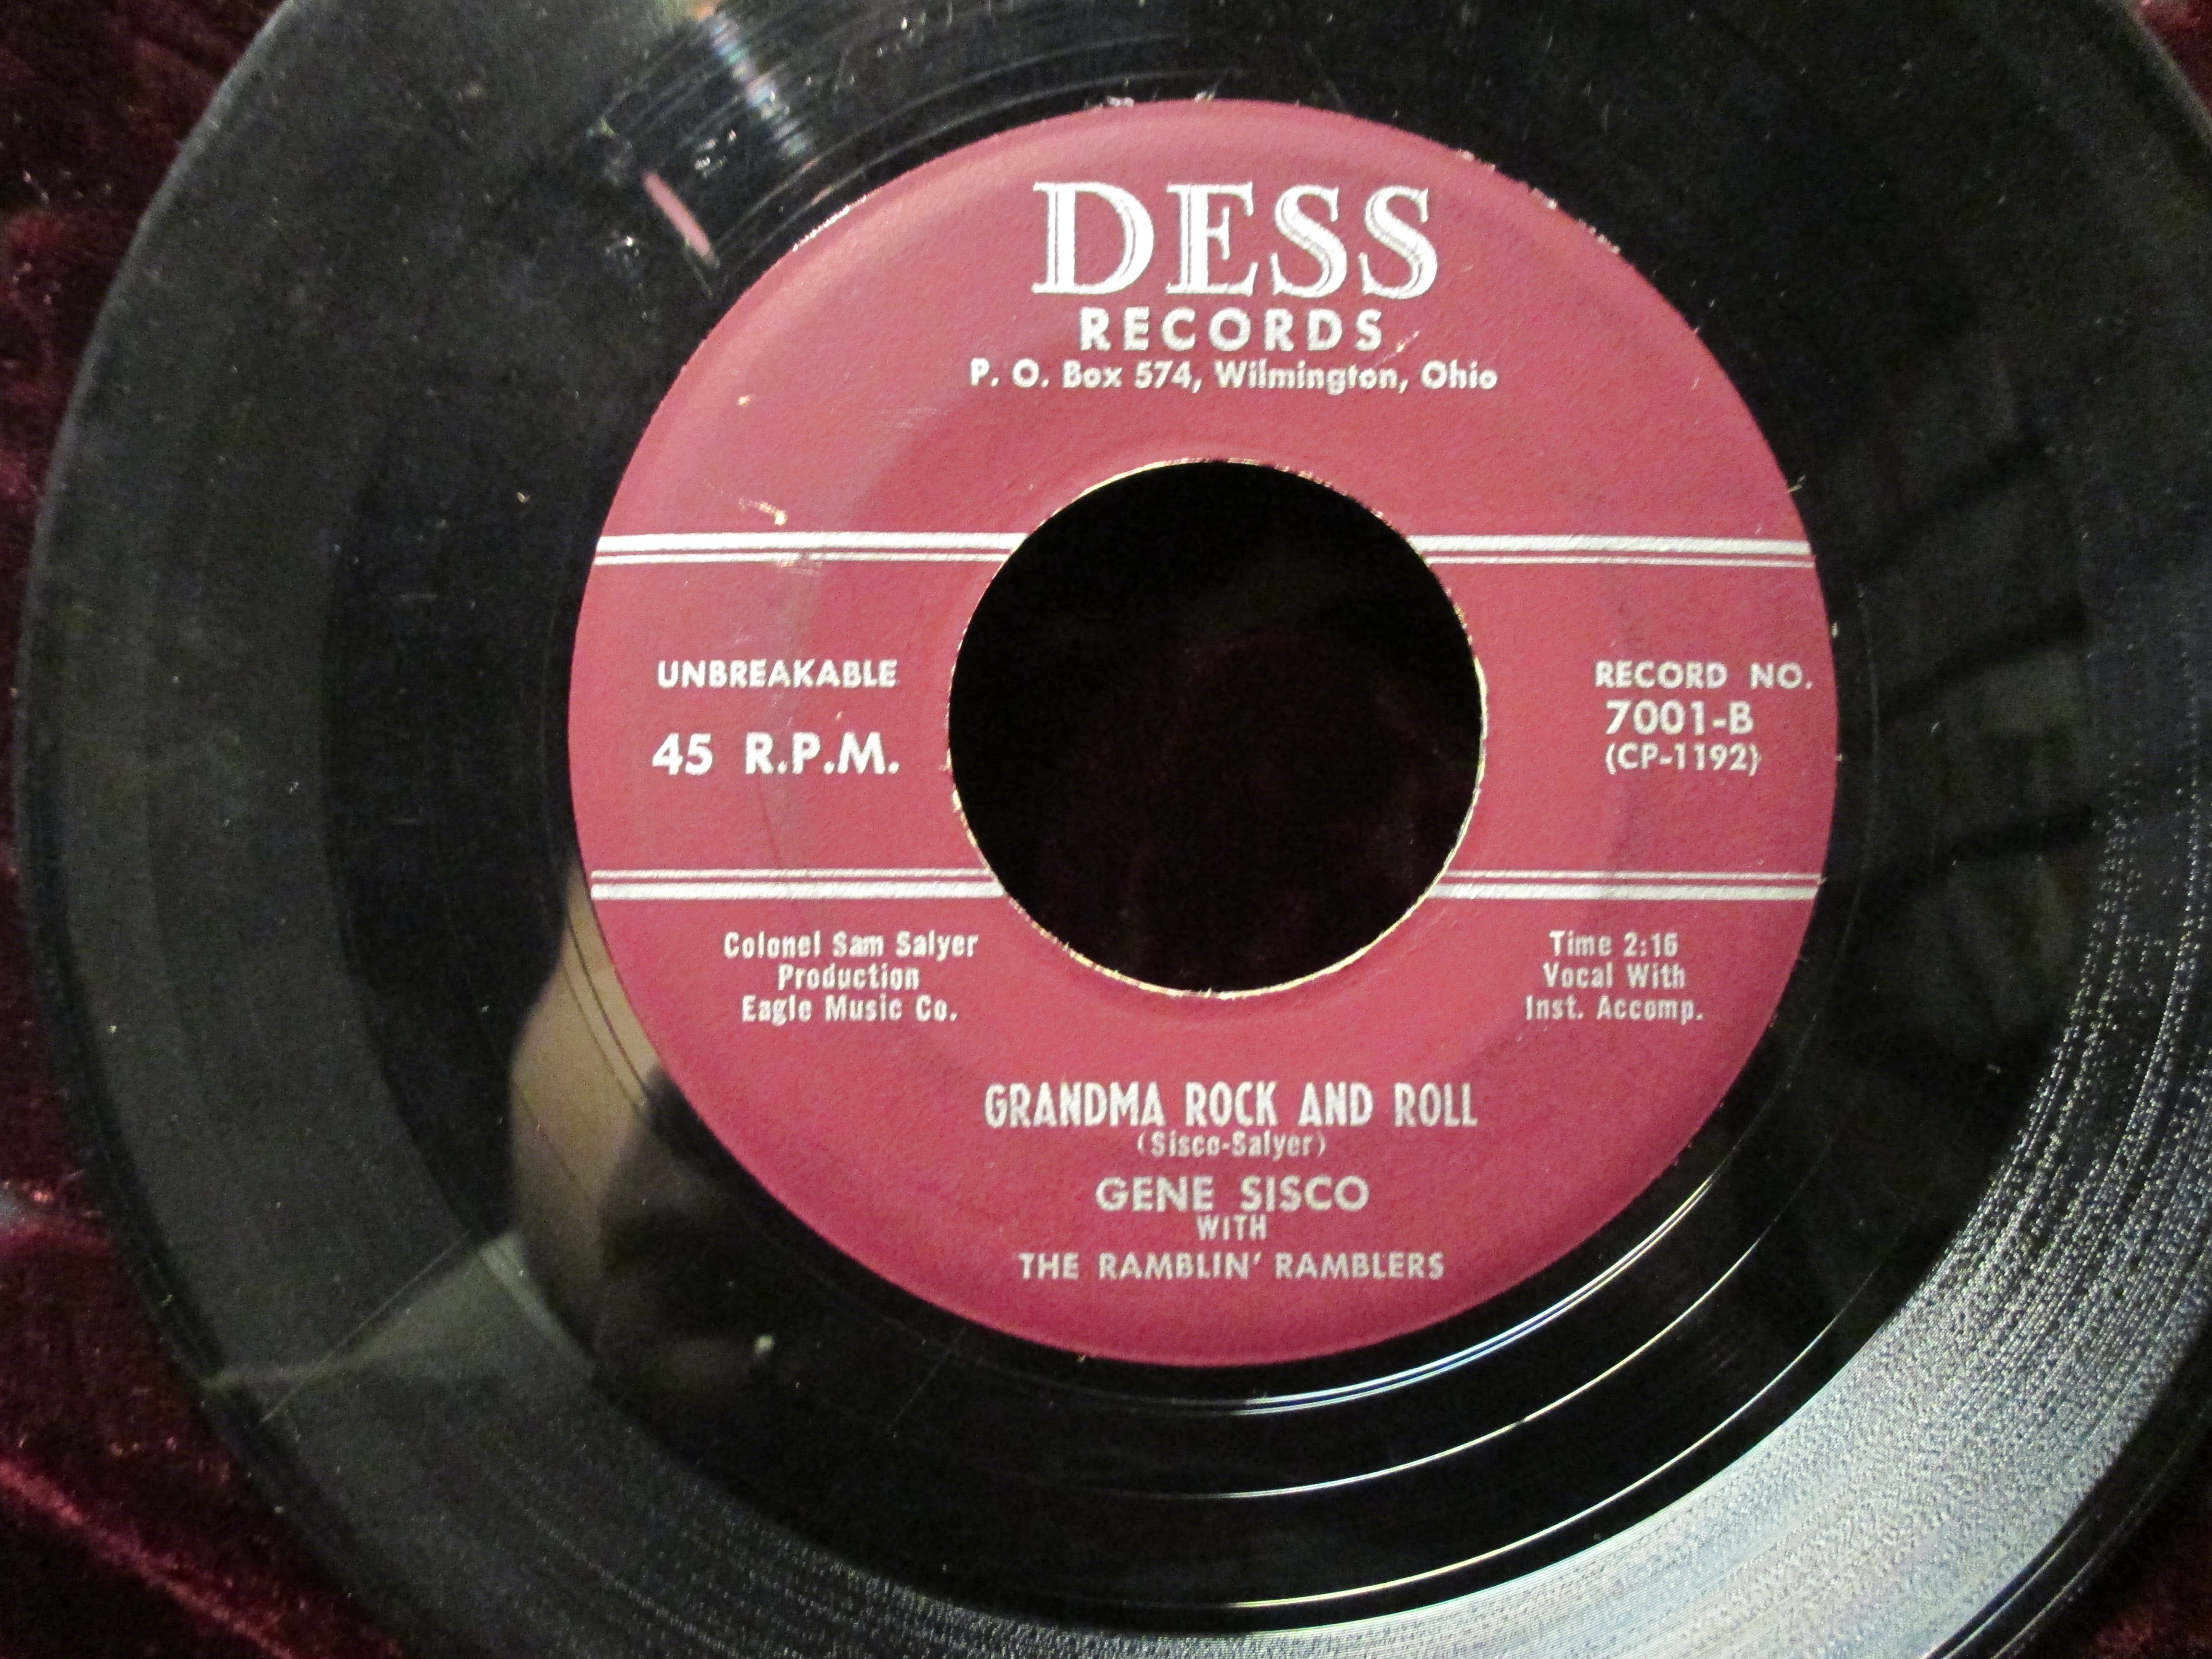 DESS
RECORDS
P. O. Box 574, Wilmington, Ohio
UNBREAKABLE
45 R.P.M.
RECORD NO.
7001-B
(CP-1192)
Colonel Sam Salyer
Production
Eagle Music Co.
Time 2:16
Vocal With
Inst. Accomp.
GRANDMA ROCK AND ROLL
(Sisco-Salyer)
GENE SISCO
WITH
THE RAMBLIN' RAMBLERS